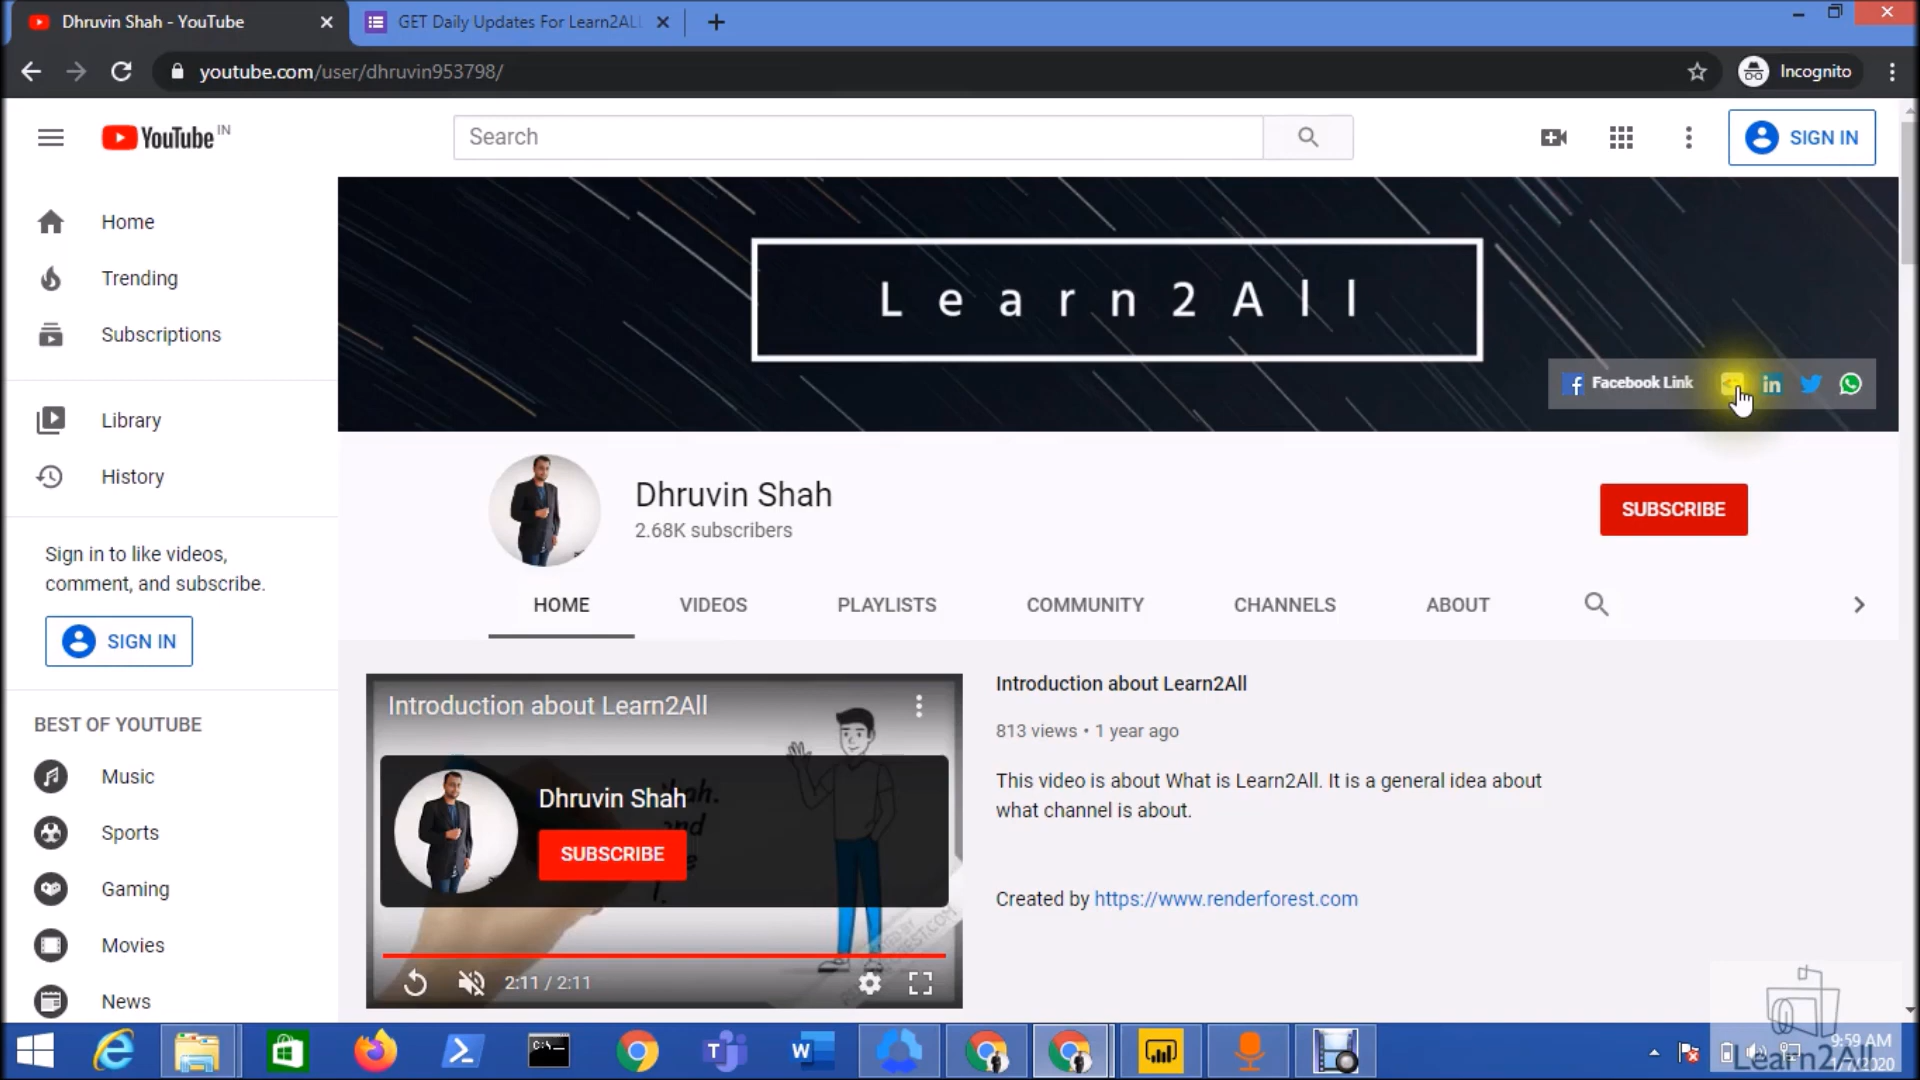 Dhruvin Shah - YouTube
GET Daily Updates For Learn2ALL
youtube.com/user/dhruvin953798/
Incognito
YouTube IN
Search
SIGN IN
Home
Trending
Subscriptions
Library
History
Sign in to like videos,
comment, and subscribe.
SIGN IN
BEST OF YOUTUBE
Music
Sports
Gaming
Movies
News
Learn2All
Facebook Link
Dhruvin Shah
2.68K subscribers
SUBSCRIBE
HOME VIDEOS PLAYLISTS COMMUNITY CHANNELS ABOUT
Introduction about Learn2All
Dhruvin Shah
SUBSCRIBE
2:11 / 2:11
Introduction about Learn2All
813 views • 1 year ago
This video is about What is Learn2All. It is a general idea about
what channel is about.
Created by https://www.renderforest.com
9:59 AM
1/7/2020
Learn2All